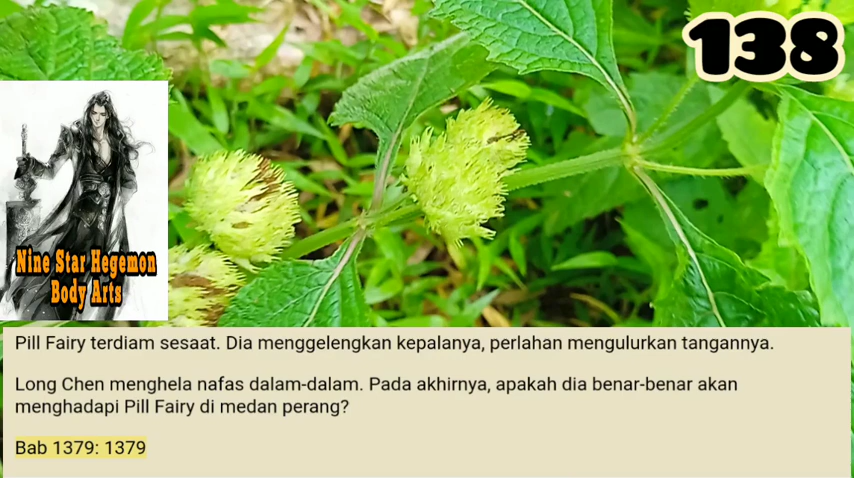 138
Nine Star Hegemon
Body Arts
Pill Fairy terdiam sesaat. Dia menggelengkan kepalanya, perlahan mengulurkan tangannya.
Long Chen menghela nafas dalam-dalam. Pada akhirnya, apakah dia benar-benar akan
menghadapi Pill Fairy di medan perang?
Bab 1379: 1379